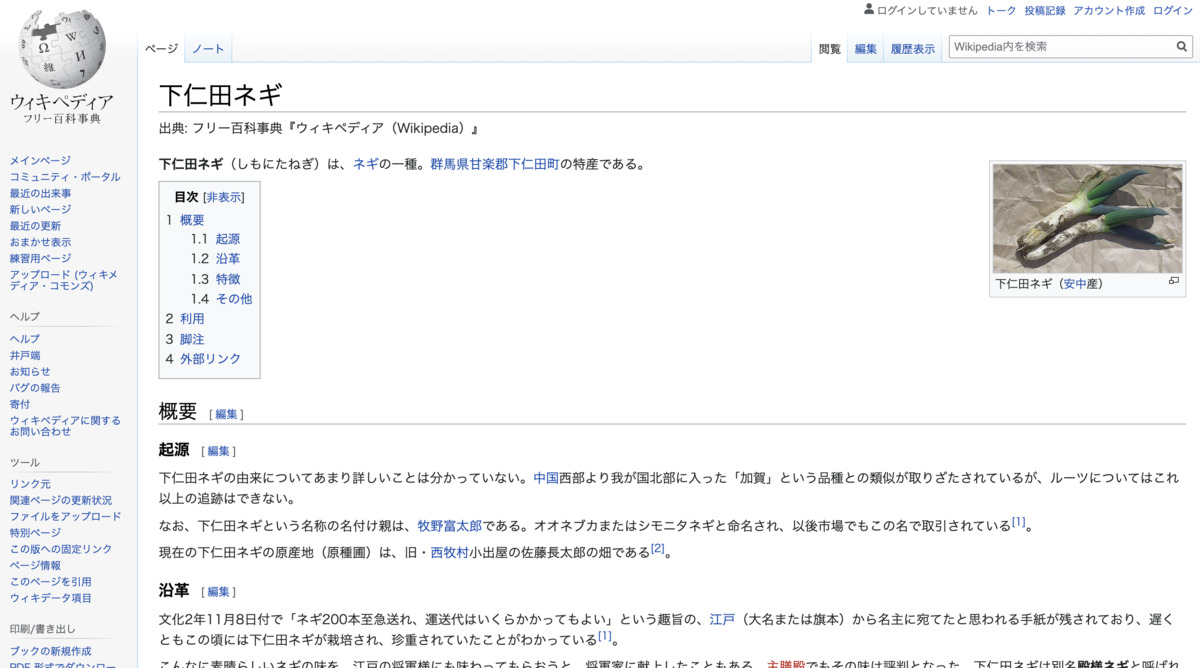 ログインしていません トーク 投稿記録 アカウント作成 ログイン
ページ ノート 閲覧 編集 履歴表示 Wikipedia内を検索
Ω W И 維 7
ウィキペディア
フリー百科事典
メインページ
コミュニティ・ポータル
最近の出来事
新しいページ
最近の更新
おまかせ表示
練習用ページ
アップロード (ウィキメ
ディア・コモンズ)
ヘルプ
ヘルプ
井戸端
お知らせ
バグの報告
寄付
ウィキペディアに関する
お問い合わせ
ツール
リンク元
関連ページの更新状況
ファイルをアップロード
特別ページ
この版への固定リンク
ページ情報
このページを引用
ウィキデータ項目
印刷/書き出し
ブックの新規作成
PDF 形式でダウンロー
下仁田ネギ
出典: フリー百科事典『ウィキペディア（Wikipedia）』
下仁田ネギ（しもにたねぎ）は、ネギの一種。群馬県甘楽郡下仁田町の特産である。
下仁田ネギ（安中産）
目次 [非表示]
1 概要
1.1 起源
1.2 沿革
1.3 特徴
1.4 その他
2 利用
3 脚注
4 外部リンク
概要 [編集]
起源 [編集]
下仁田ネギの由来についてあまり詳しいことは分かっていない。中国西部より我が国北部に入った「加賀」という品種との類似が取りざたされているが、ルーツについてはこれ
以上の追跡はできない。
なお、下仁田ネギという名称の名付け親は、牧野富太郎である。オオネブカまたはシモニタネギと命名され、以後市場でもこの名で取引されている[1]。
現在の下仁田ネギの原産地（原種圃）は、旧・西牧村小出屋の佐藤長太郎の畑である[2]。
沿革 [編集]
文化2年11月8日付で「ネギ200本至急送れ、運送代はいくらかかってもよい」という趣旨の、江戸（大名または旗本）から名主に宛てたと思われる手紙が残されており、遅く
ともこの頃には下仁田ネギが栽培され、珍重されていたことがわかっている[1]。
こんなに素晴らしいネギの味を、江戸の将軍様にも味わってもらおうと、将軍家に献上したこともある。主膳殿でもその味は評判となった。下仁田ネギは別名殿様ネギと呼ばれ